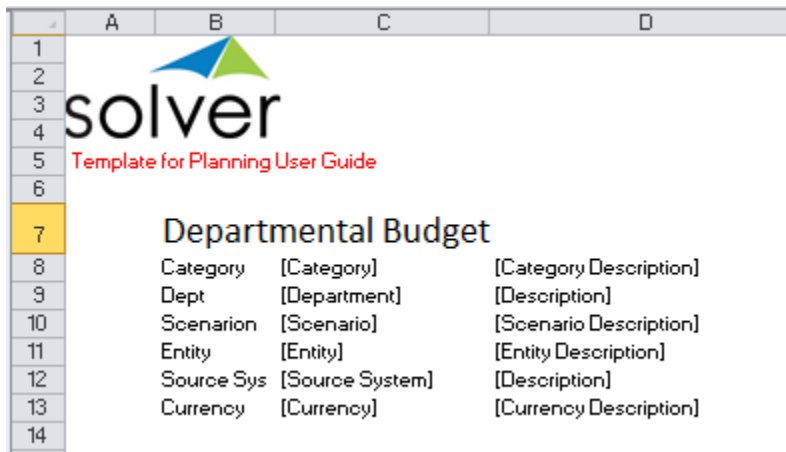 A B C D
1
2
3 solver
4
5 Template for Planning User Guide
6
7 Departmental Budget
8 Category [Category] [Category Description]
9 Dept [Department] [Description]
10 Scenarion [Scenario] [Scenario Description]
11 Entity [Entity] [Entity Description]
12 Source Sys [Source System] [Description]
13 Currency [Currency] [Currency Description]
14